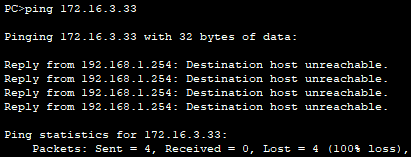 PC>ping 172.16.3.33
Pinging 172.16.3.33 with 32 bytes of data:
Reply from 192.168.1.254: Destination host unreachable.
Reply from 192.168.1.254: Destination host unreachable.
Reply from 192.168.1.254: Destination host unreachable.
Reply from 192.168.1.254: Destination host unreachable.
Ping statistics for 172.16.3.33:
Packets: Sent = 4, Received = 0, Lost = 4 (100% loss),